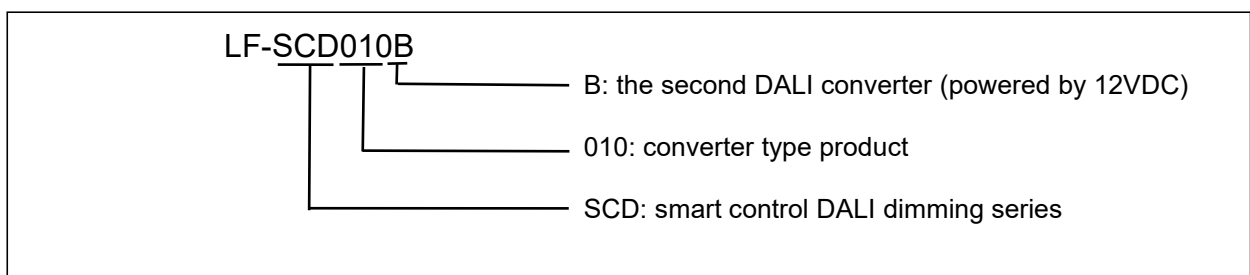 LF-SCD010B
B: the second DALI converter (powered by 12VDC)
010: converter type product
SCD: smart control DALI dimming series